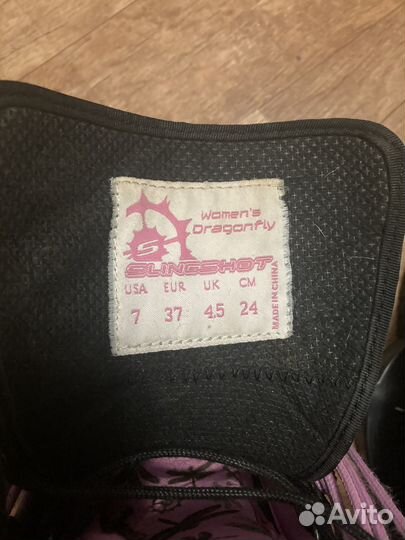 Women's
Dragonfly
S
SLINGSHOT
USA EUR UK CM
7 37 4.5 24
MADE IN CHINA
Avito